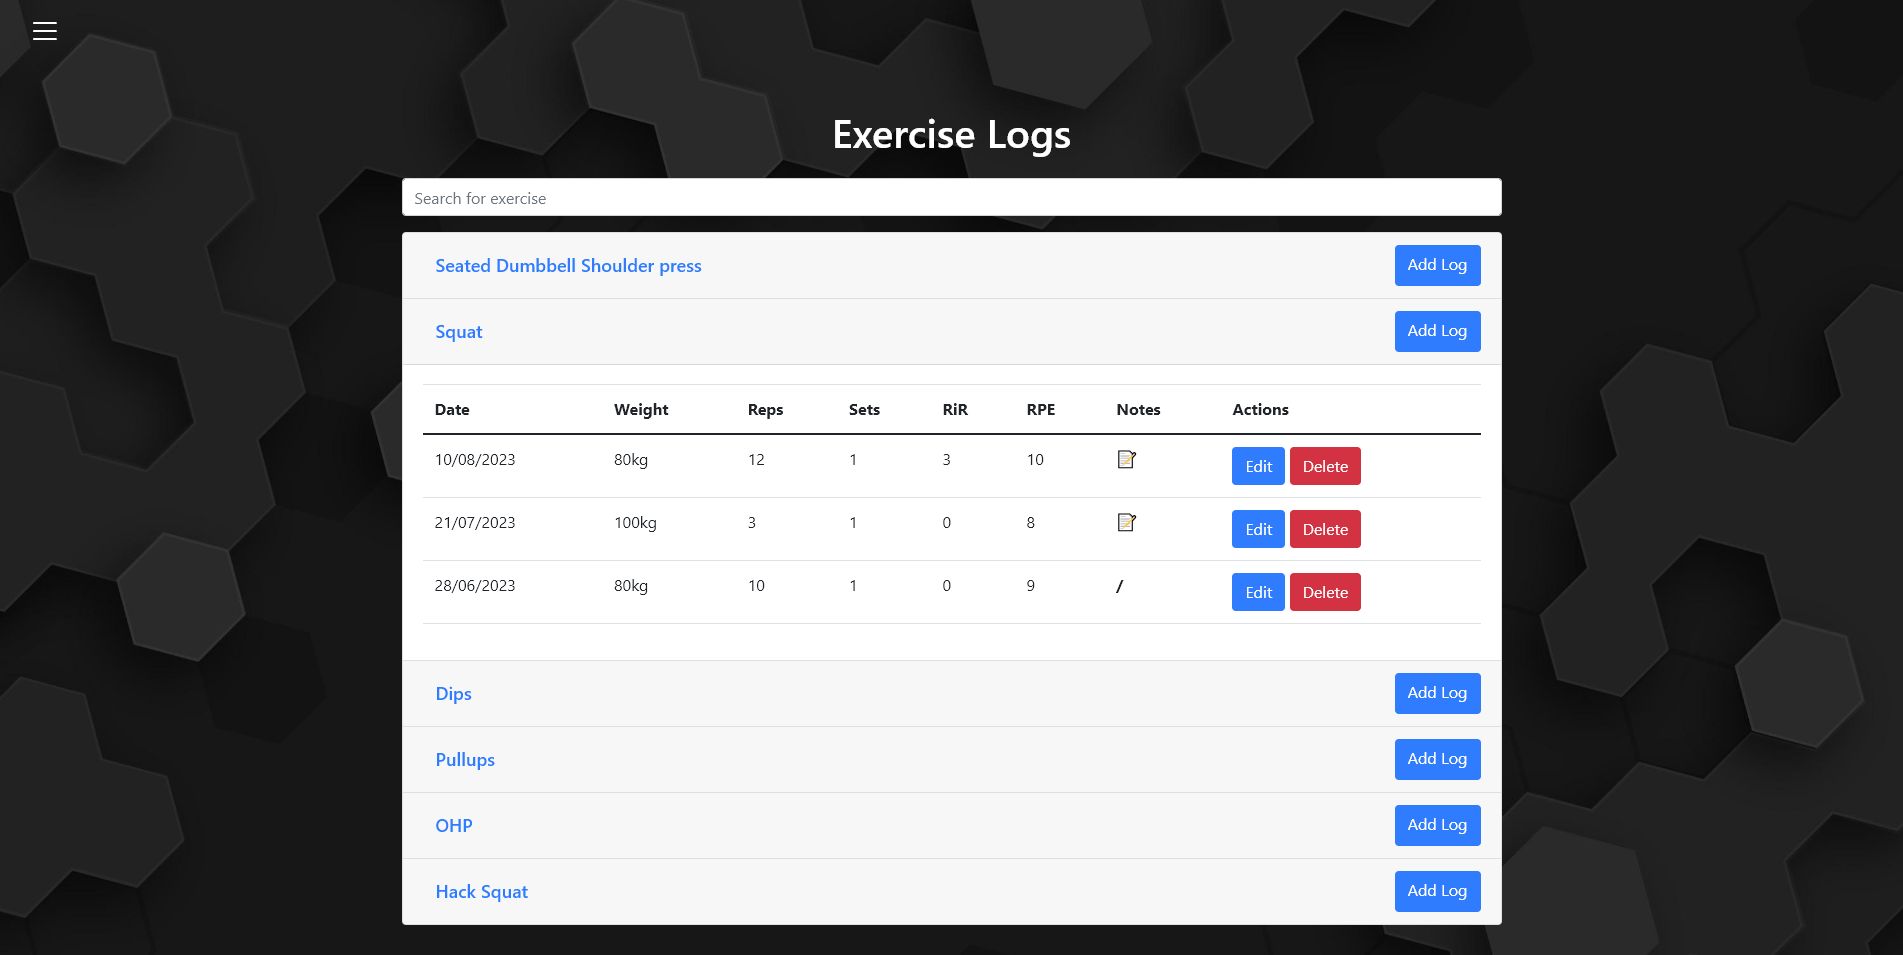 Exercise Logs
Search for exercise
Seated Dumbbell Shoulder press Add Log
Squat Add Log
Date Weight Reps Sets RiR RPE Notes Actions
10/08/2023 80kg 12 1 3 10 📝 Edit Delete
21/07/2023 100kg 3 1 0 8 📝 Edit Delete
28/06/2023 80kg 10 1 0 9 / Edit Delete
Dips Add Log
Pullups Add Log
OHP Add Log
Hack Squat Add Log